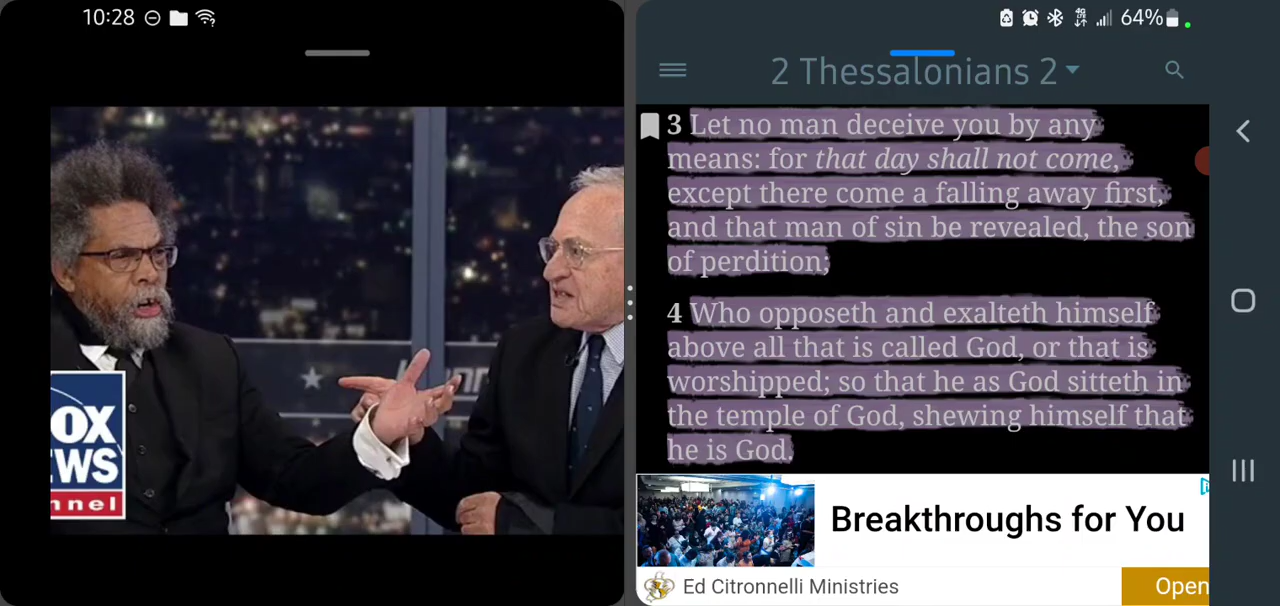 10:28
64%
OX
WS
nnel
2 Thessalonians 2
3 Let no man deceive you by any
means: for that day shall not come,
except there come a falling away first,
and that man of sin be revealed, the son
of perdition;
4 Who opposeth and exalteth himself
above all that is called God, or that is
worshipped; so that he as God sitteth in
the temple of God, shewing himself that
he is God.
Breakthroughs for You
Ed Citronnelli Ministries
Open